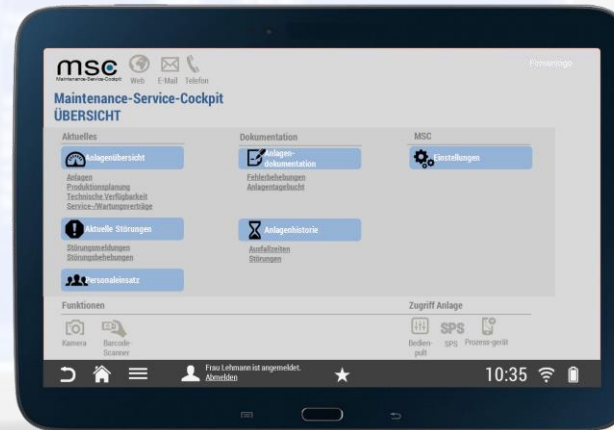 msc
Maintenance-Service-Cockpit
Web E-Mail Telefon
Firmenlogo
Maintenance-Service-Cockpit
ÜBERSICHT
Aktuelles
Anlagenübersicht
Anlagen
Produktionsplanung
Technische Verfügbarkeit
Service-/Wartungsverträge
Aktuelle Störungen
Störungsmeldungen
Störungsbehebungen
Personaleinsatz
Dokumentation
Anlagen-
dokumentation
Fehlerbehebungen
Anlagentagebuch
Anlagenhistorie
Ausfallzeiten
Störungen
MSC
Einstellungen
Funktionen
Kamera
Barcode-
Scanner
Zugriff Anlage
Bedien-
pult
SPS
SPS
Prozess-gerät
Frau Lehmann ist angemeldet.
Abmelden
10:35